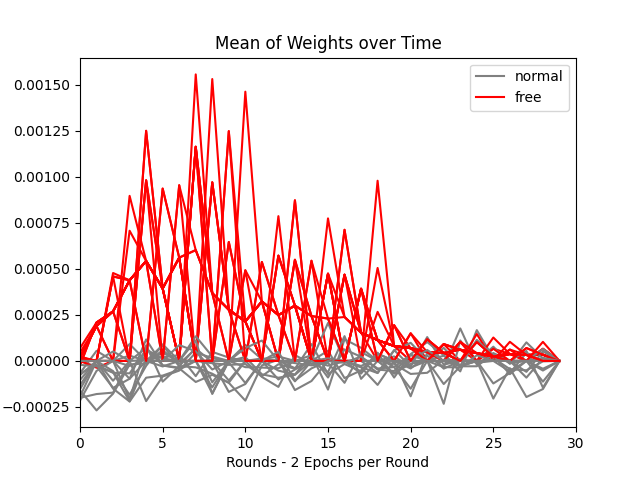 Mean of Weights over Time
normal
free
0.00150
0.00125
0.00100
0.00075
0.00050
0.00025
0.00000
−0.00025
0 5 10 15 20 25 30
Rounds - 2 Epochs per Round